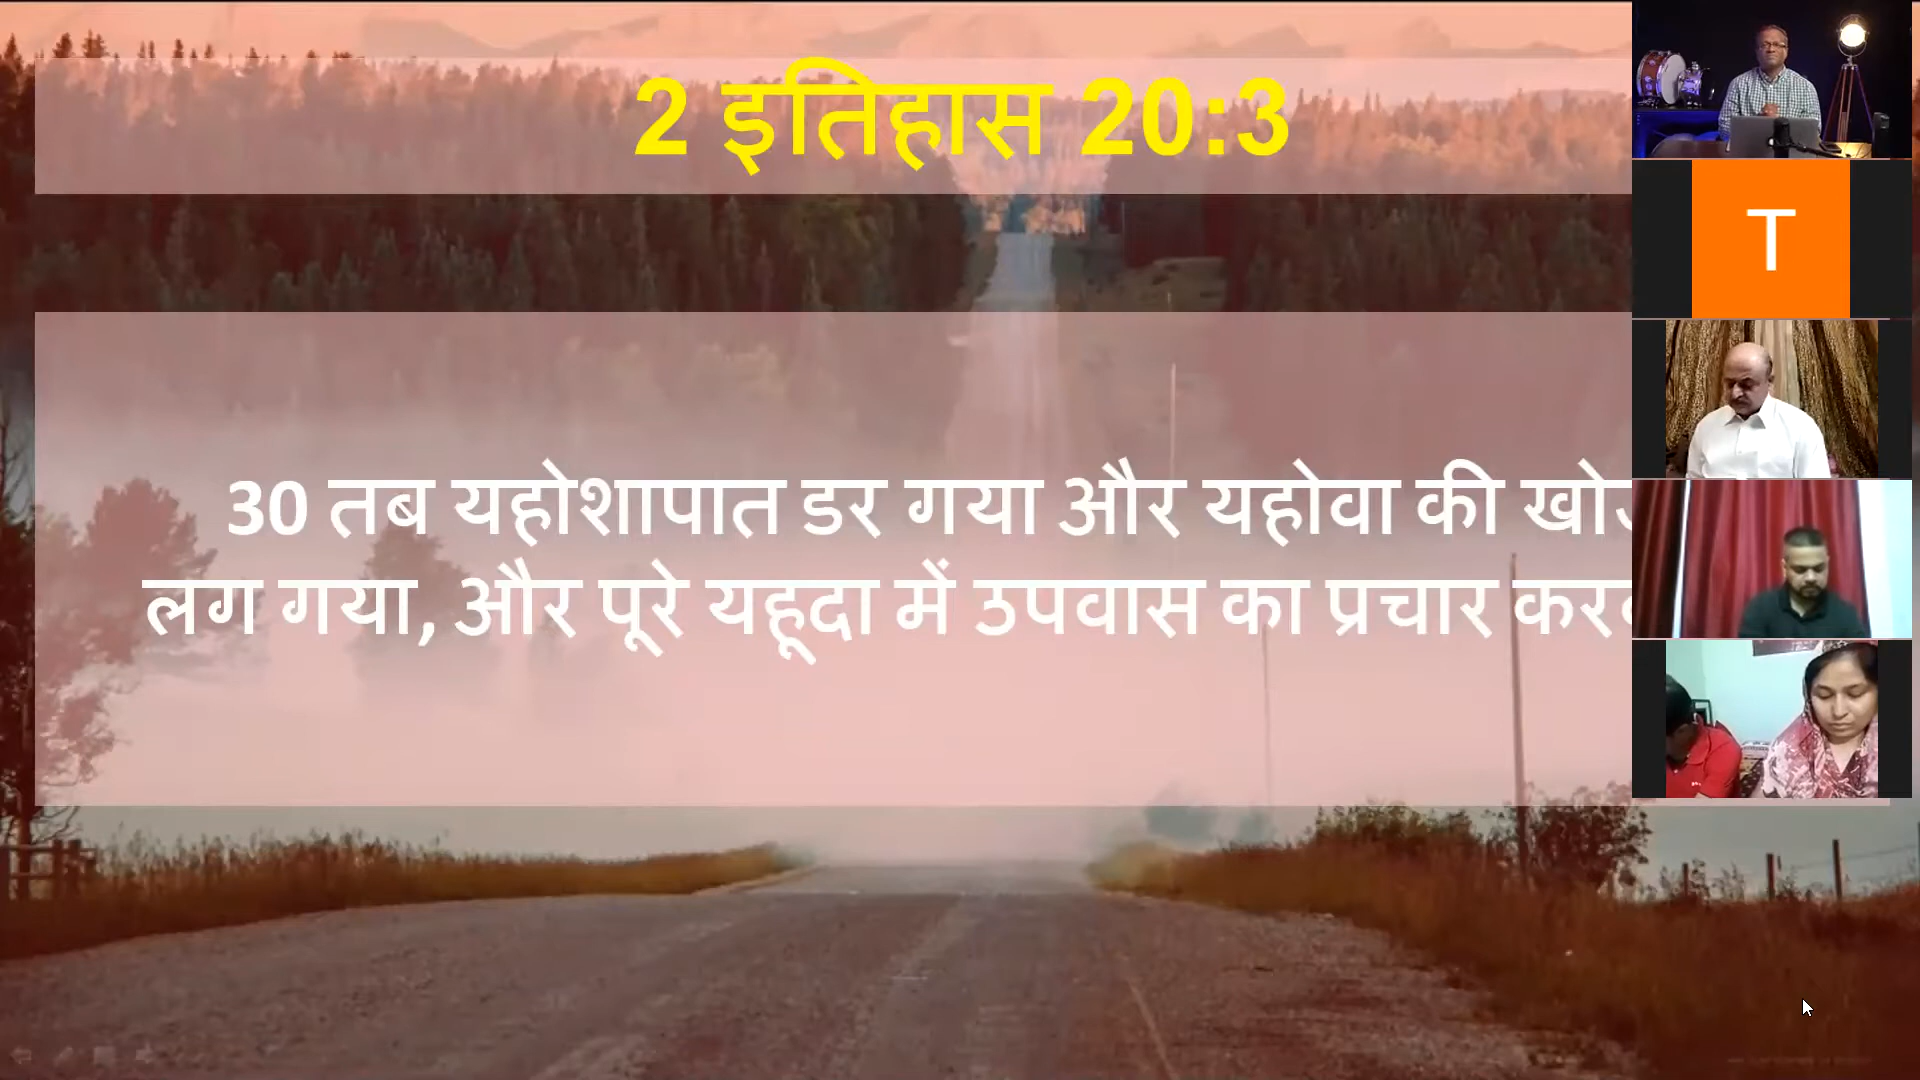 2 इतिहास 20:3
30 तब यहोशापात डर गया और यहोवा की
लग गया, और पूरे यहूदा में उपवास का प्रचार
T